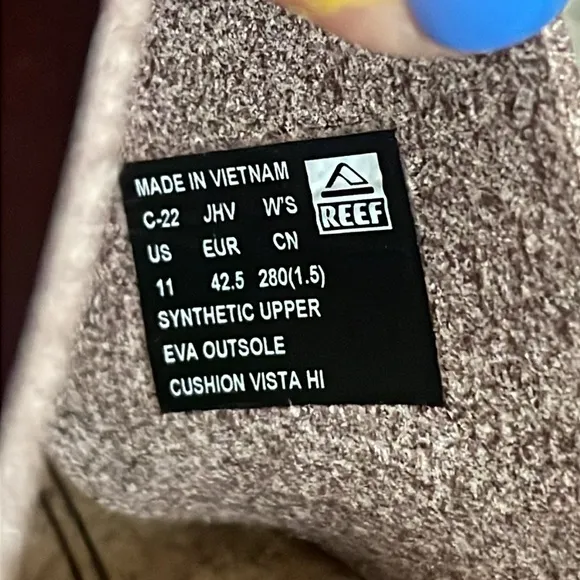 MADE IN VIETNAM
REEF
C-22 JHV W'S
US EUR CN
11 42.5 280(1.5)
SYNTHETIC UPPER
EVA OUTSOLE
CUSHION VISTA HI